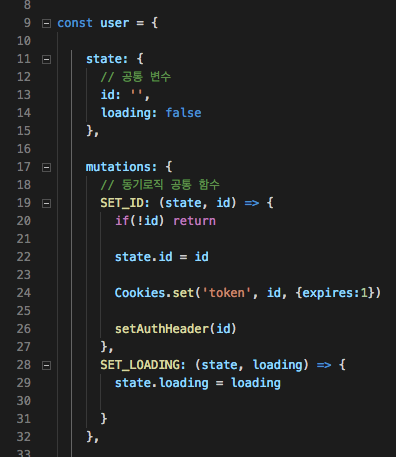 8
9 const user = {
10
11 state: {
12 // 공통 변수
13 id: '',
14 loading: false
15 },
16
17 mutations: {
18 // 동기로직 공통 함수
19 SET_ID: (state, id) => {
20 if(!id) return
21
22 state.id = id
23
24 Cookies.set('token', id, {expires:1})
25
26 setAuthHeader(id)
27 },
28 SET_LOADING: (state, loading) => {
29 state.loading = loading
30
31 }
32 },
33